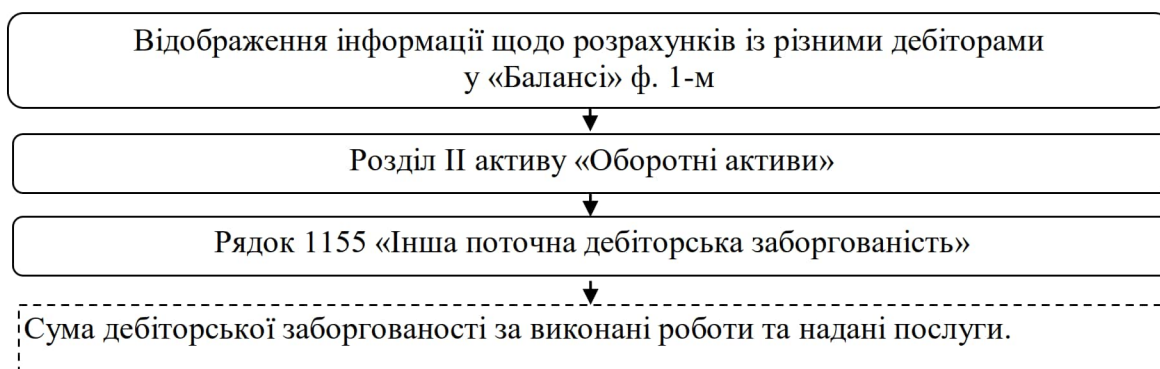 Відображення інформації щодо розрахунків із різними дебіторами
у «Балансі» ф. 1-м
Розділ II активу «Оборотні активи»
Рядок 1155 «Інша поточна дебіторська заборгованість»
Сума дебіторської заборгованості за виконані роботи та надані послуги.